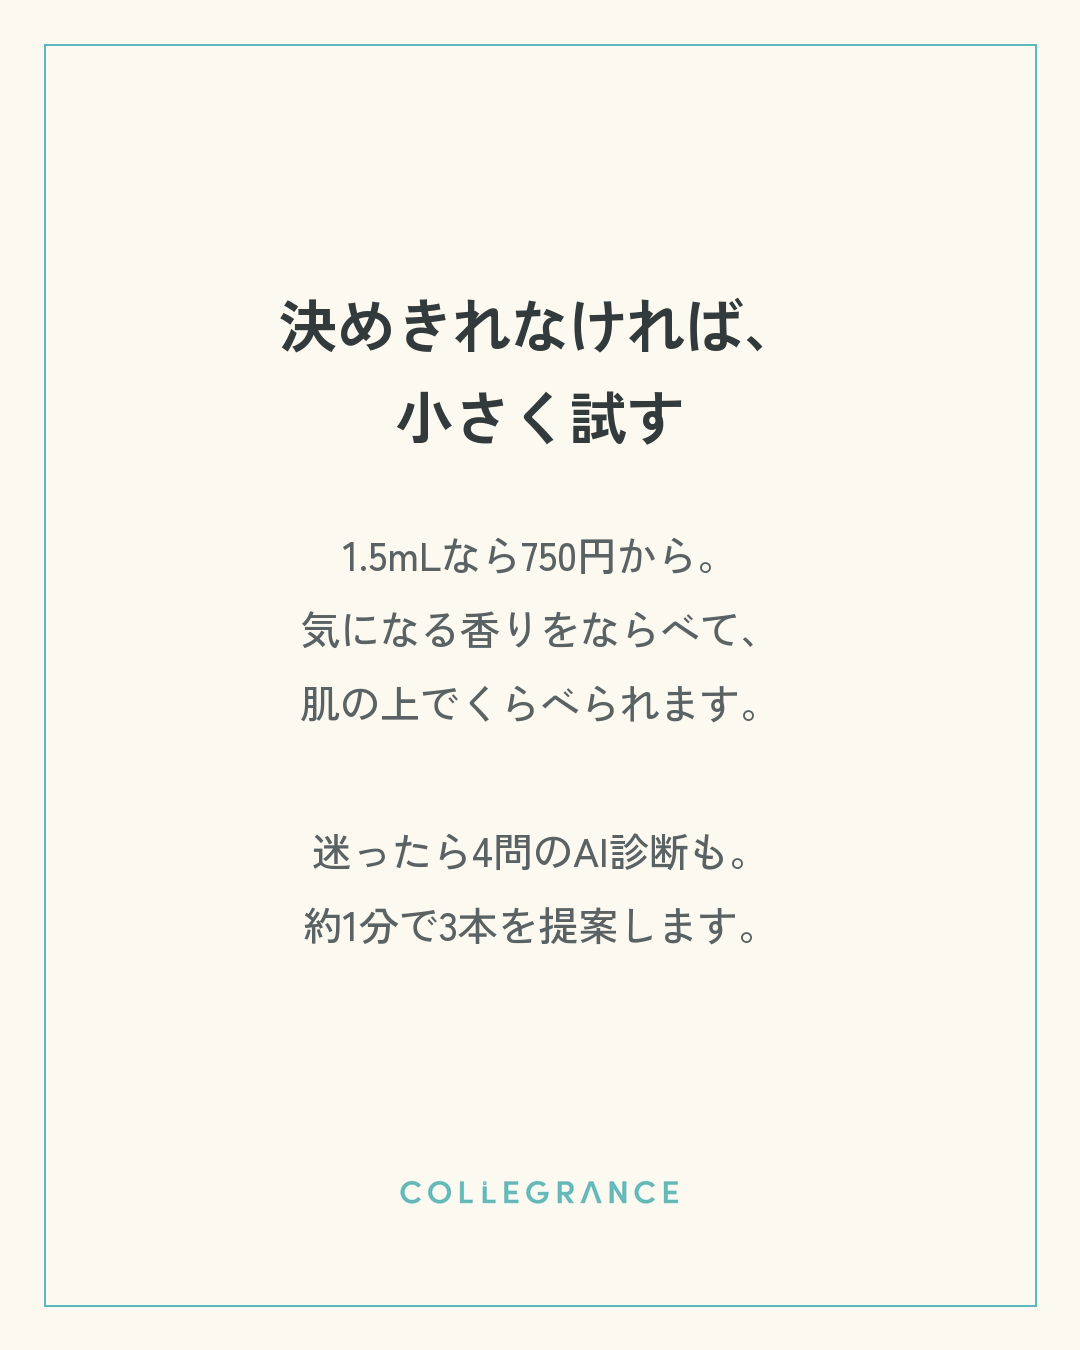 決めきれなければ、
小さく試す
1.5mLなら750円から。
気になる香りをならべて、
肌の上でくらべられます。
迷ったら4問のAI診断も。
約1分で3本を提案します。
COLLEGRANCE